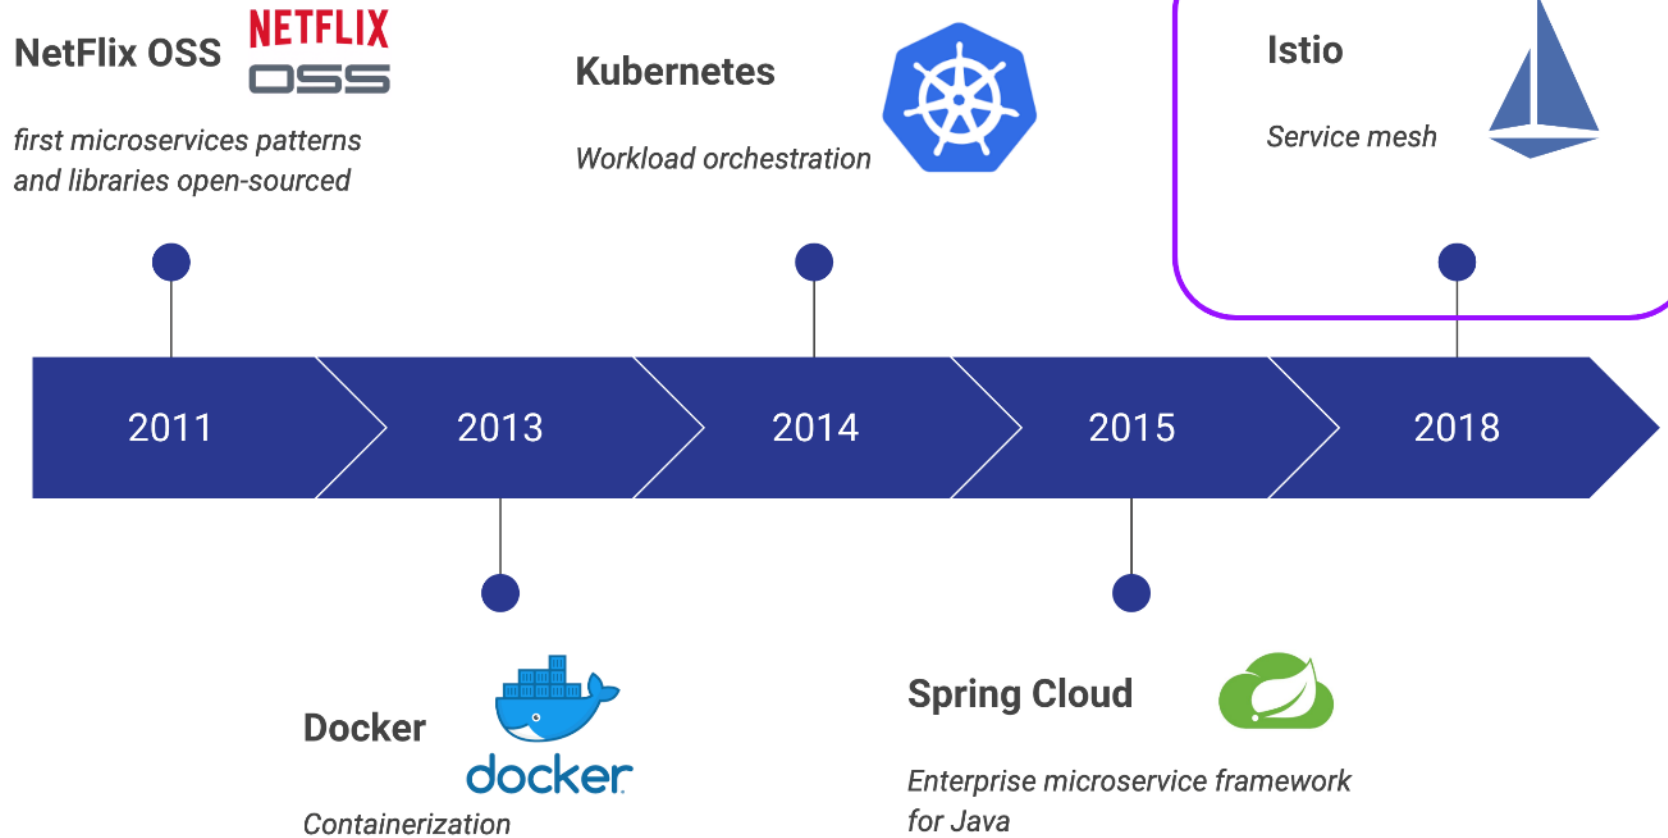 NetFlix OSS
NETFLIX
OSS
first microservices patterns
and libraries open-sourced
Kubernetes
Workload orchestration
Istio
Service mesh
2011
2013
2014
2015
2018
Docker
docker
Containerization
Spring Cloud
Enterprise microservice framework
for Java